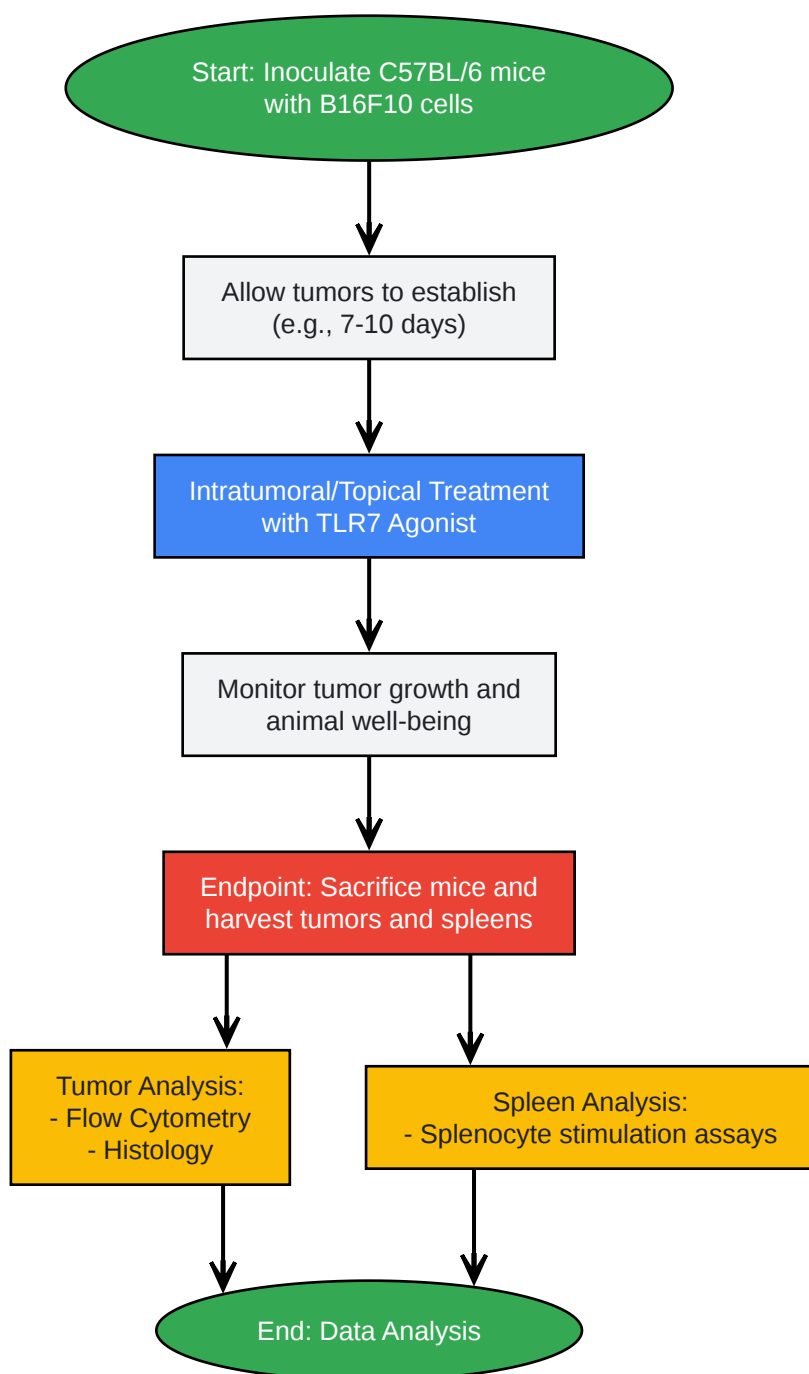 Start: Inoculate C57BL/6 mice
with B16F10 cells
Allow tumors to establish
(e.g., 7-10 days)
Intratumoral/Topical Treatment
with TLR7 Agonist
Monitor tumor growth and
animal well-being
Endpoint: Sacrifice mice and
harvest tumors and spleens
Tumor Analysis:
- Flow Cytometry
- Histology
Spleen Analysis:
- Splenocyte stimulation assays
End: Data Analysis